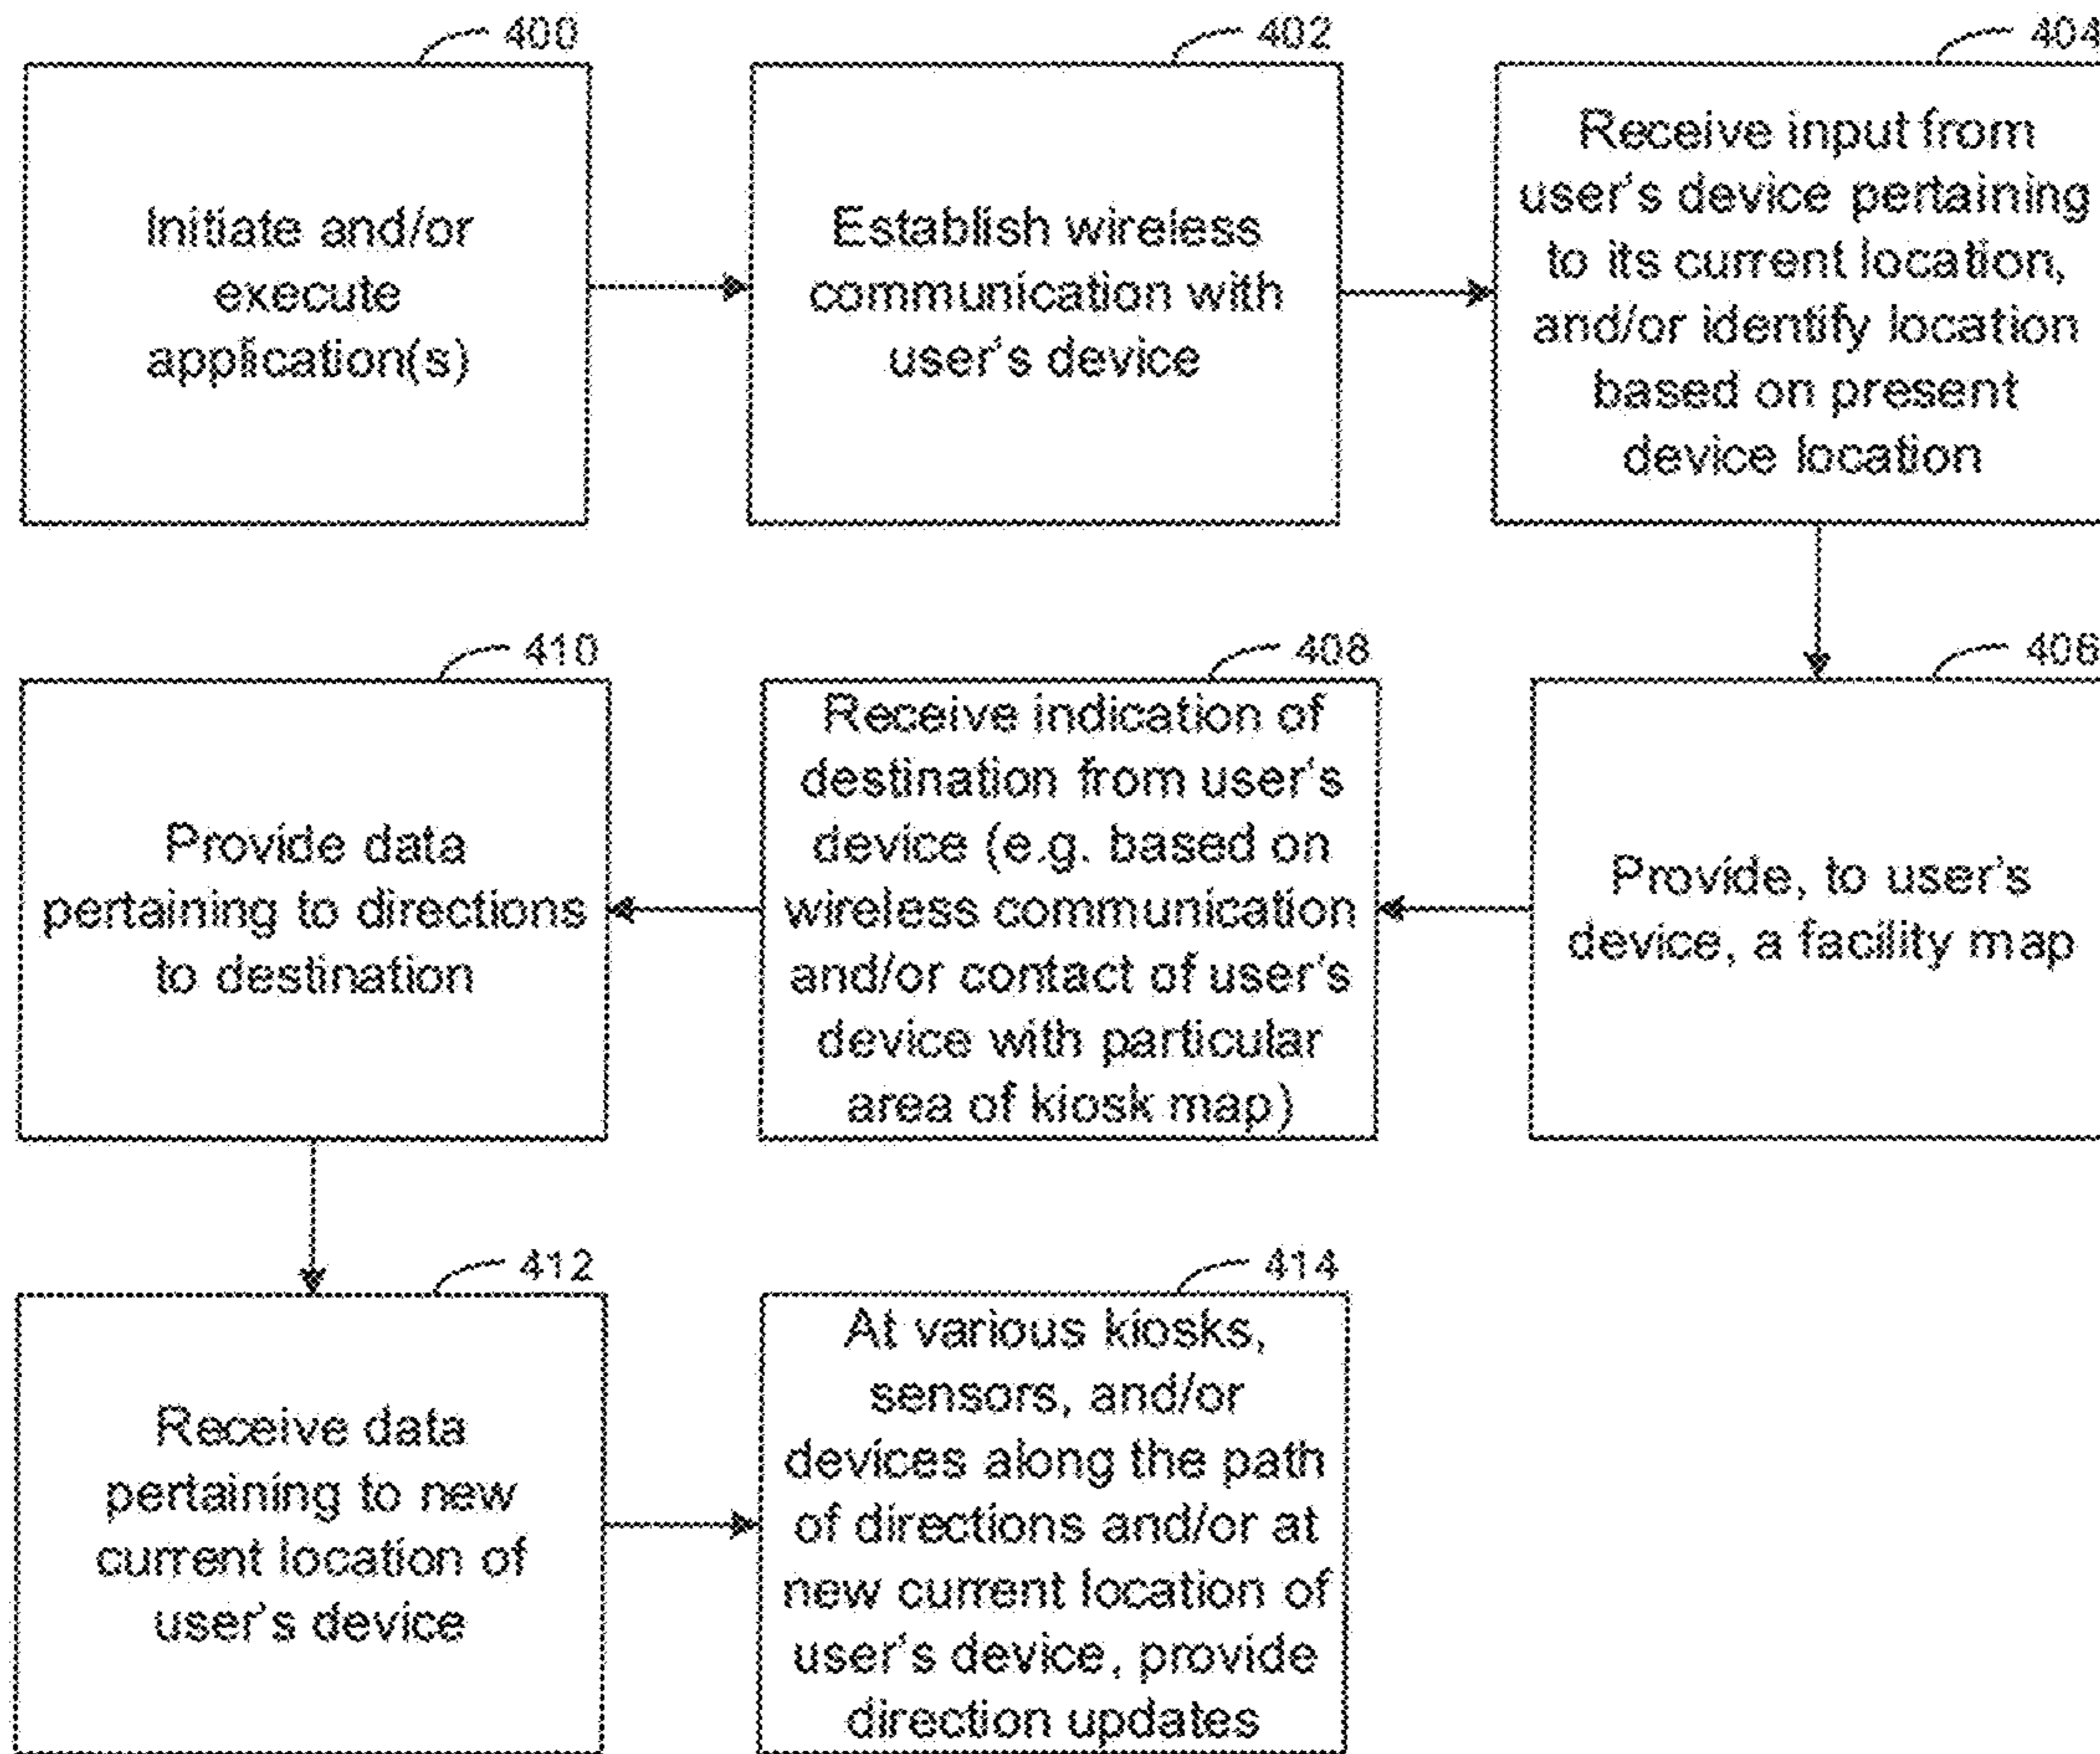 400
Initiate and/or
execute
application(s)
402
Establish wireless
communication with
user's device
404
Receive input from
user's device pertaining
to its current location,
and/or identify location
based on present
device location
406
Provide, to user's
device, a facility map
408
Receive indication of
destination from user's
device (e.g. based on
wireless communication
and/or contact of user's
device with particular
area of kiosk map)
410
Provide data
pertaining to directions
to destination
412
Receive data
pertaining to new
current location of
user's device
414
At various kiosks,
sensors, and/or
devices along the path
of directions and/or at
new current location of
user's device, provide
direction updates